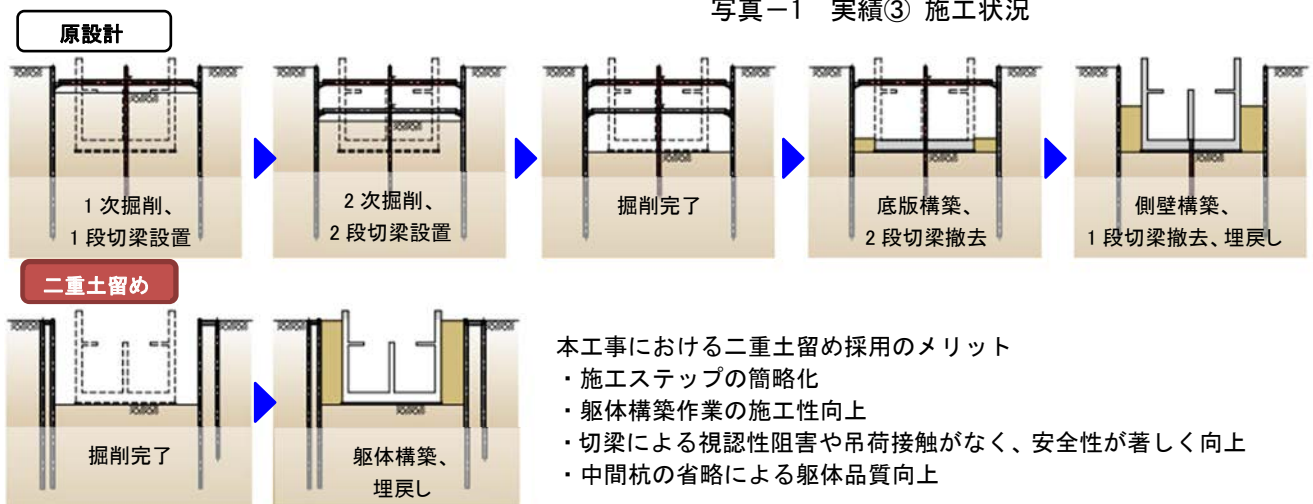 写真－1　実績③ 施工状況
原設計
1 次掘削、
1 段切梁設置
2 次掘削、
2 段切梁設置
掘削完了
底版構築、
2 段切梁撤去
側壁構築、
1 段切梁撤去、埋戻し
二重土留め
掘削完了
躯体構築、
埋戻し
本工事における二重土留め採用のメリット
・施工ステップの簡略化
・躯体構築作業の施工性向上
・切梁による視認性阻害や吊荷接触がなく、安全性が著しく向上
・中間杭の省略による躯体品質向上